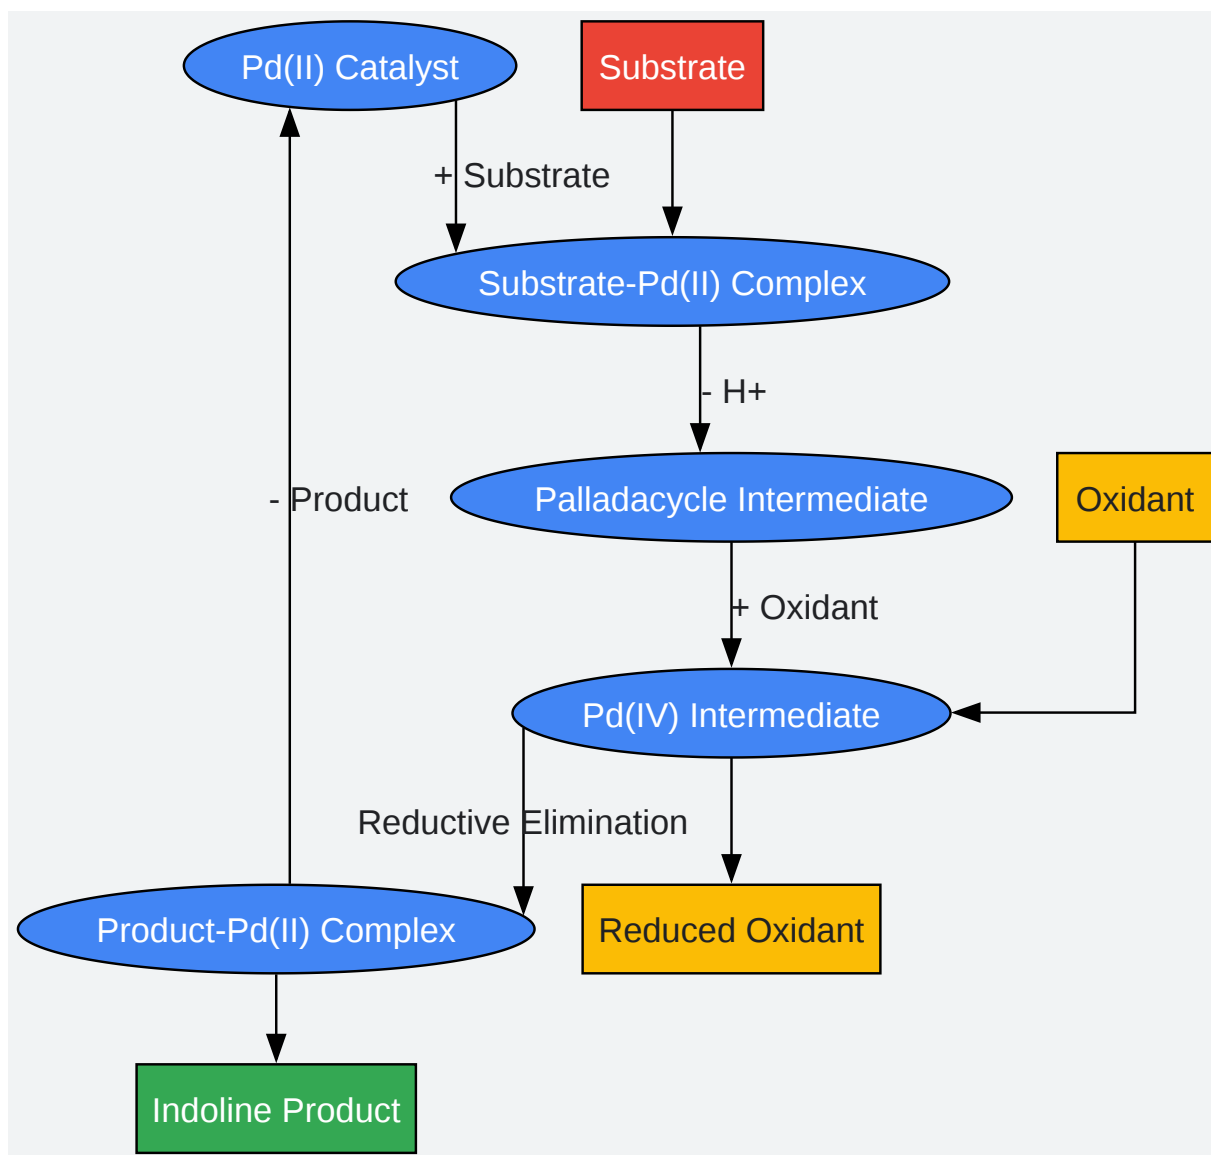 Pd(II) Catalyst
Substrate
+ Substrate
Substrate-Pd(II) Complex
- H+
- Product
Palladacycle Intermediate
Oxidant
+ Oxidant
Pd(IV) Intermediate
Reductive Elimination
Product-Pd(II) Complex
Reduced Oxidant
Indoline Product